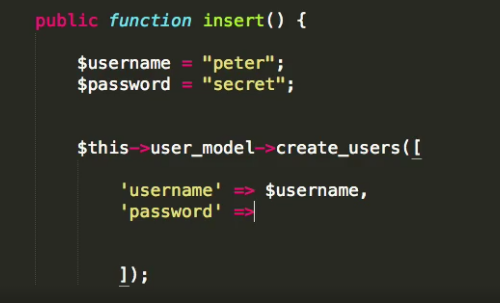 public function insert() {
$username = "peter";
$password = "secret";
$this->user_model->create_users([
'username' => $username,
'password' =>
]);